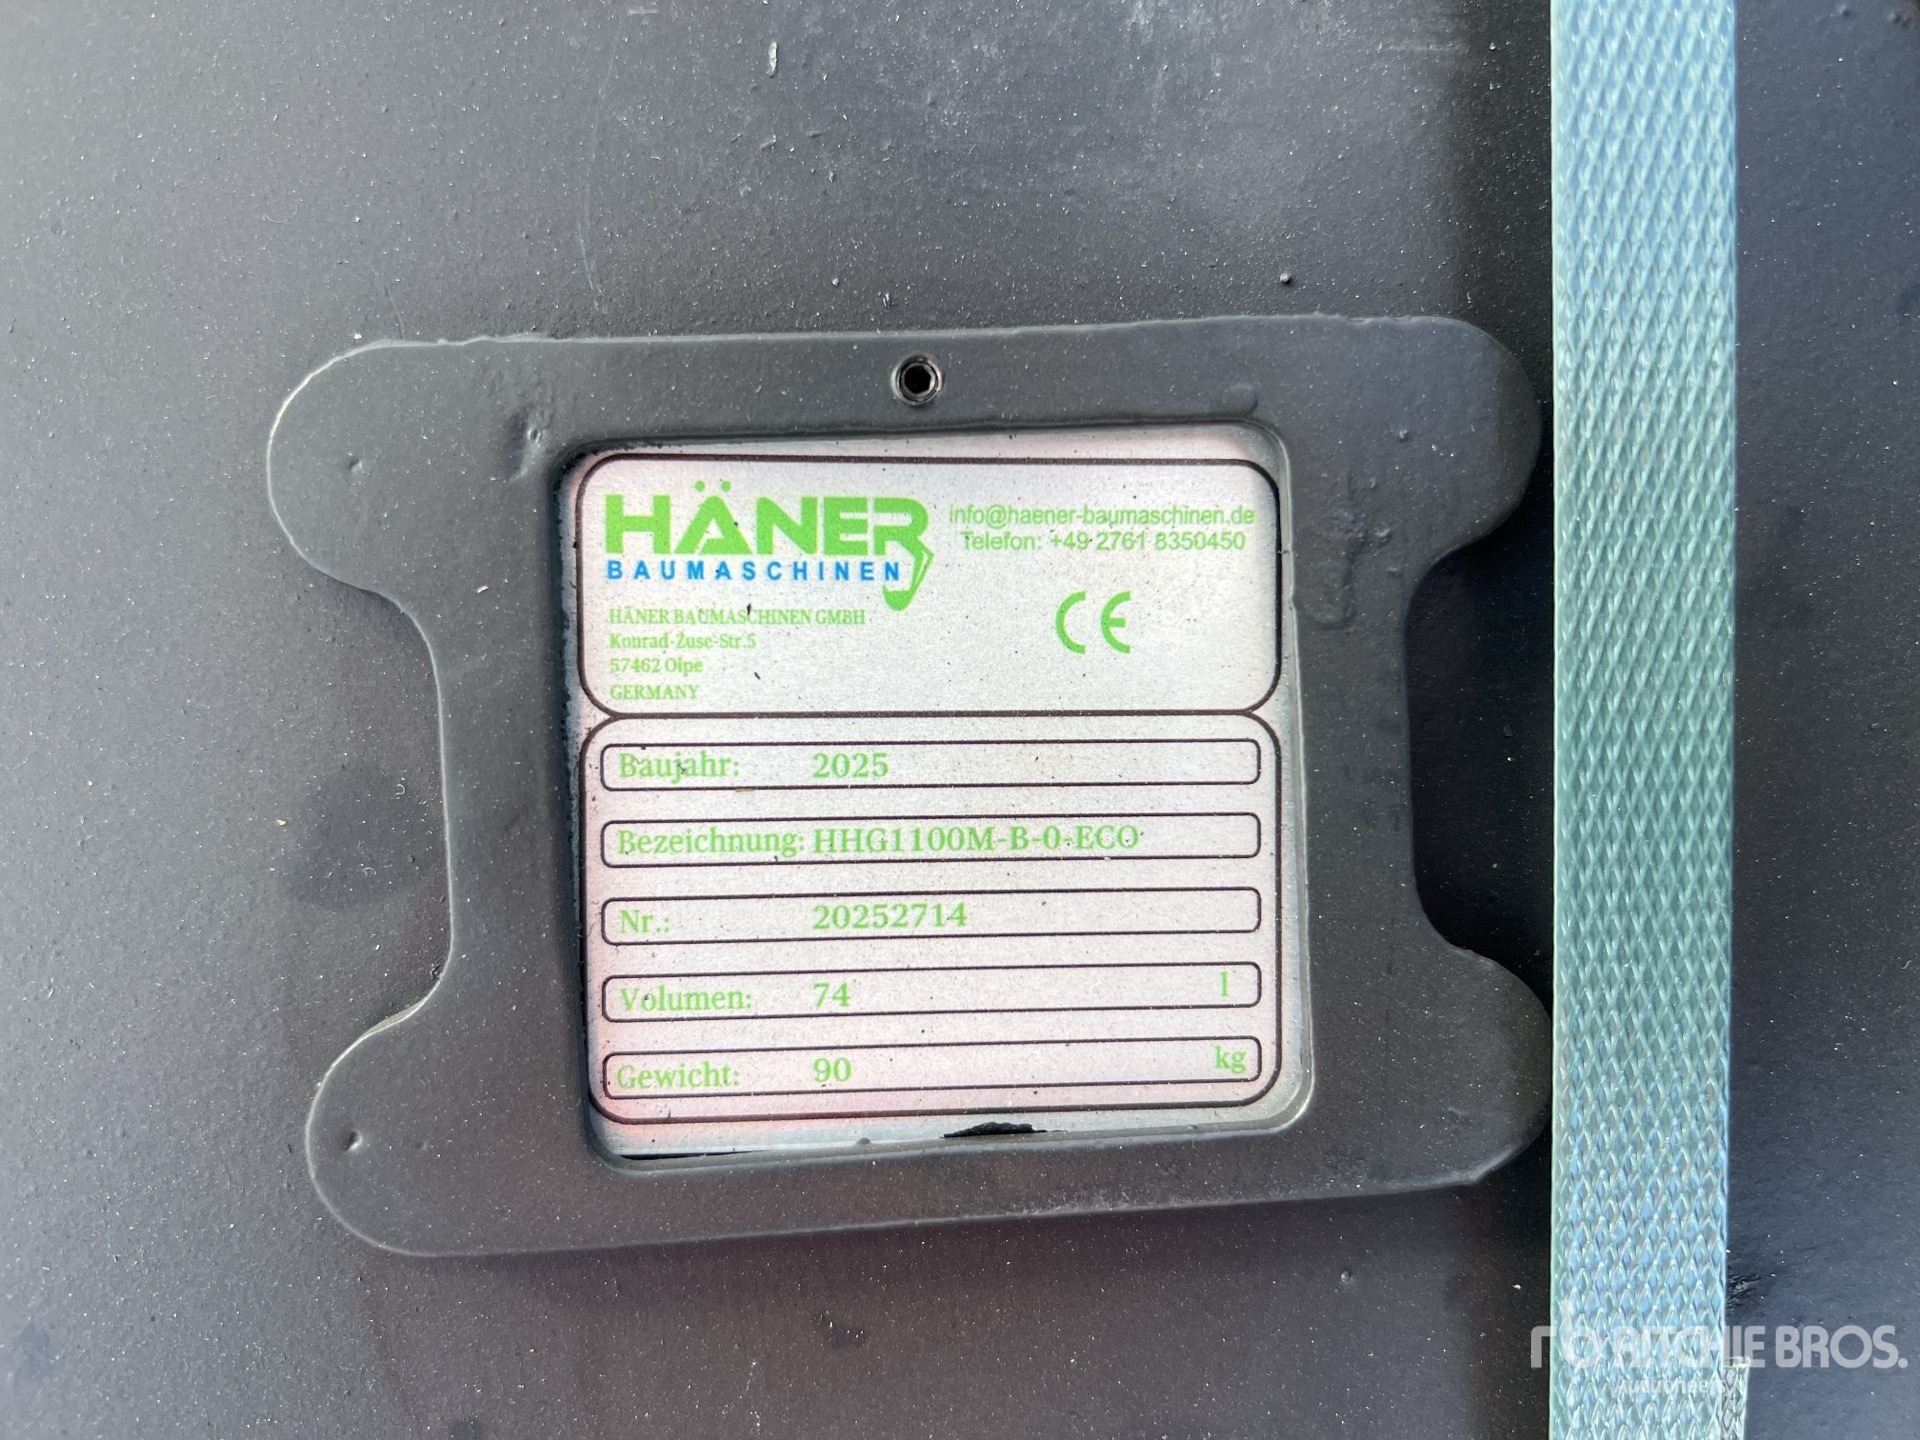 HÄNER
BAUMASCHINEN
info@haener-baumaschinen.de
Telefon: +49 2761 8350450
HÄNER BAUMASCHINEN GMBH
Konrad-Zuse-Str.5
57462 Olpe
GERMANY
CE
Baujahr: 2025
Bezeichnung: HHG1100M-B-0-ECO
Nr.: 20252714
Volumen: 74 l
Gewicht: 90 kg
RITCHIE BROS.
Auctioneers